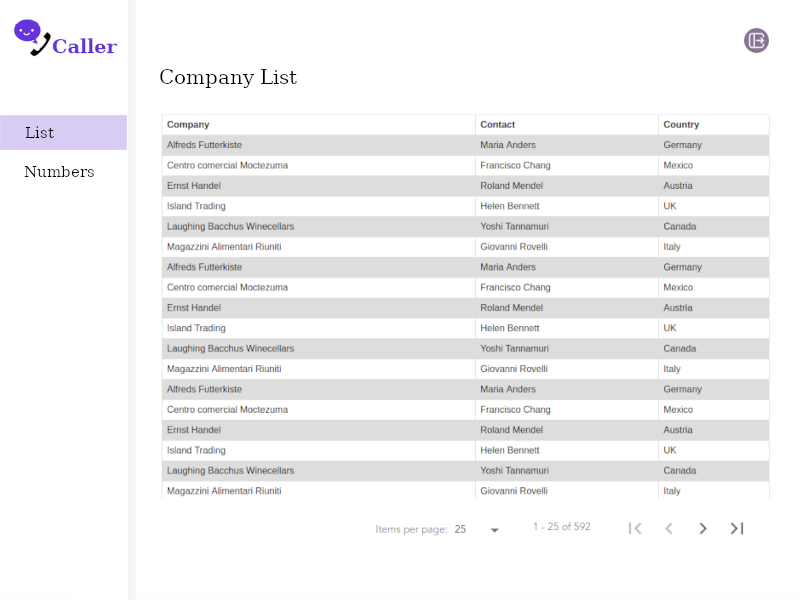 Caller
List
Numbers
Company List
Company Contact Country
Alfreds Futterkiste Maria Anders Germany
Centro comercial Moctezuma Francisco Chang Mexico
Ernst Handel Roland Mendel Austria
Island Trading Helen Bennett UK
Laughing Bacchus Winecellars Yoshi Tannamuri Canada
Magazzini Alimentari Riuniti Giovanni Rovelli Italy
Alfreds Futterkiste Maria Anders Germany
Centro comercial Moctezuma Francisco Chang Mexico
Ernst Handel Roland Mendel Austria
Island Trading Helen Bennett UK
Laughing Bacchus Winecellars Yoshi Tannamuri Canada
Magazzini Alimentari Riuniti Giovanni Rovelli Italy
Alfreds Futterkiste Maria Anders Germany
Centro comercial Moctezuma Francisco Chang Mexico
Ernst Handel Roland Mendel Austria
Island Trading Helen Bennett UK
Laughing Bacchus Winecellars Yoshi Tannamuri Canada
Magazzini Alimentari Riuniti Giovanni Rovelli Italy
Items per page: 25 1 - 25 of 592